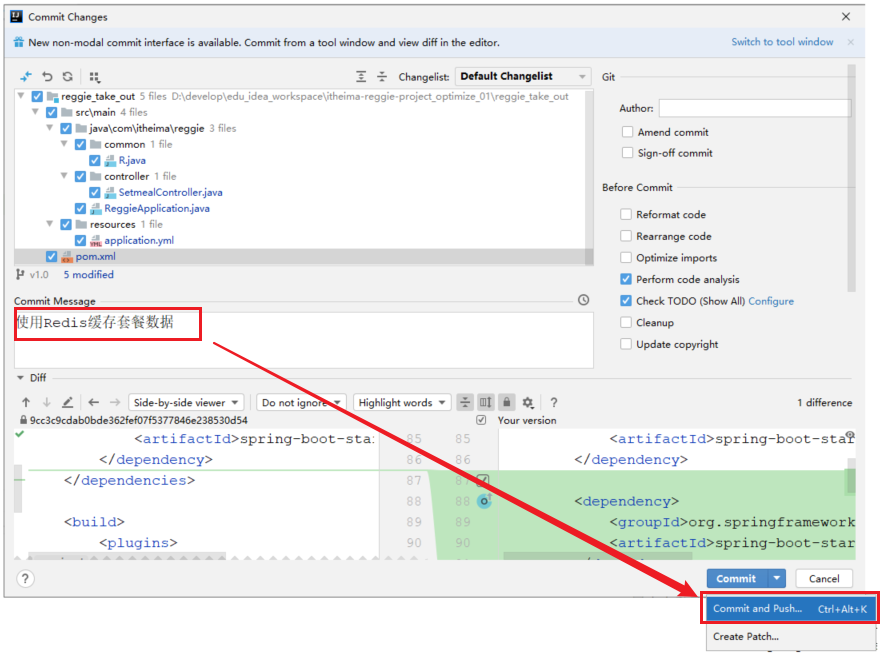 Commit Changes
New non-modal commit interface is available. Commit from a tool window and view diff in the editor.
Switch to tool window
Changelist: Default Changelist
Git
reggie_take_out 5 files D:\develop\edu_idea_workspace\itheima-reggie-project_optimize_01\reggie_take_out
src\main 4 files
java\com\itheima\reggie 3 files
common 1 file
R.java
controller 1 file
SetmealController.java
ReggieApplication.java
resources 1 file
application.yml
pom.xml
v1.0 5 modified
Author:
Amend commit
Sign-off commit
Before Commit
Reformat code
Rearrange code
Optimize imports
Perform code analysis
Check TODO (Show All) Configure
Cleanup
Update copyright
Commit Message
使用Redis缓存套餐数据
Diff
Side-by-side viewer
Do not ignore
Highlight words
?
1 difference
9cc3c9cdab0bde362fef07f5377846e238530d54
Your version
<artifactId>spring-boot-star 85 85 <artifactId>spring-boot-star
</dependency> 86 86 </dependency>
</dependencies> 87 87
88 88 <dependency>
<build> 89 89 <groupId>org.springframework
<plugins> 90 90 <artifactId>spring-boot-star
?
Commit
Cancel
Commit and Push... Ctrl+Alt+K
Create Patch...